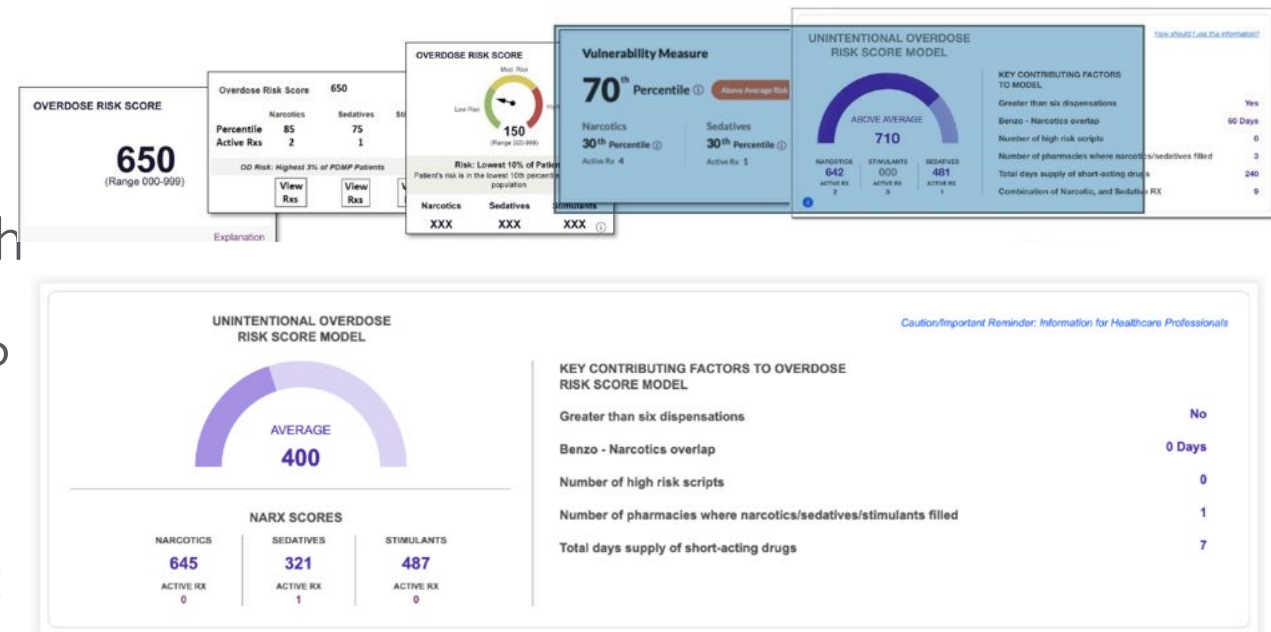 OVERDOSE RISK SCORE
650
(Range 000-999)
Explanation
Overdose Risk Score 650
Narcotics Sedatives
Percentile 85 75
Active Rxs 2 1
OD Risk: Highest 3% of PDMP Patients
View Rxs View Rxs
OVERDOSE RISK SCORE
Med. Risk
Low Risk
150
(Range 000-999)
Risk: Lowest 10% of
Patient's risk is in the lowest 10th
population
Narcotics Sedatives Stimulants
XXX XXX XXX
Vulnerability Measure
70th Percentile Above Average Risk
Narcotics Sedatives
30th Percentile 30th Percentile
Active Rx 4 Active Rx 1
UNINTENTIONAL OVERDOSE
RISK SCORE MODEL
ABOVE AVERAGE
710
NARCOTICS STIMULANTS SEDATIVES
642 000 481
ACTIVE RX ACTIVE RX ACTIVE RX
2 0 1
How should I use this information?
KEY CONTRIBUTING FACTORS
TO MODEL
Greater than six dispensations Yes
Benzo - Narcotics overlap 60 Days
Number of high risk scripts 0
Number of pharmacies where narcotics/sedatives filled 3
Total days supply of short-acting drugs 240
Combination of Narcotic, and Sedative RX 9
h
UNINTENTIONAL OVERDOSE
RISK SCORE MODEL
AVERAGE
400
NARX SCORES
NARCOTICS SEDATIVES STIMULANTS
645 321 487
ACTIVE RX ACTIVE RX ACTIVE RX
0 1 0
Caution/Important Reminder: Information for Healthcare Professionals
KEY CONTRIBUTING FACTORS TO OVERDOSE
RISK SCORE MODEL
Greater than six dispensations No
Benzo - Narcotics overlap 0 Days
Number of high risk scripts 0
Number of pharmacies where narcotics/sedatives/stimulants filled 1
Total days supply of short-acting drugs 7